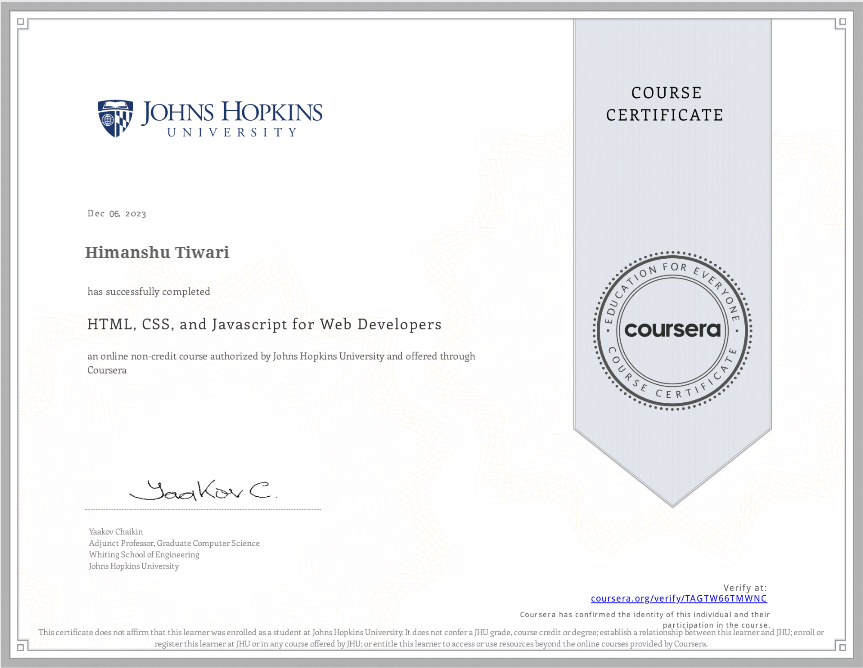 JOHNS HOPKINS
UNIVERSITY
COURSE
CERTIFICATE
Dec 06, 2023
Himanshu Tiwari
has successfully completed
HTML, CSS, and Javascript for Web Developers
an online non-credit course authorized by Johns Hopkins University and offered through
Coursera
EDUCATION FOR EVERYONE
coursera
COURSE CERTIFICATE
Yaakov C.
Yaakov Chaikin
Adjunct Professor, Graduate Computer Science
Whiting School of Engineering
Johns Hopkins University
Verify at:
coursera.org/verify/TAGTW66TMWNC
Coursera has confirmed the identity of this individual and their
participation in the course.
This certificate does not affirm that this learner was enrolled as a student at Johns Hopkins University. It does not confer a JHU grade, course credit or degree; establish a relationship between this learner and JHU; enroll or
register this learner at JHU or in any course offered by JHU; or entitle this learner to access or use resources beyond the online courses provided by Coursera.